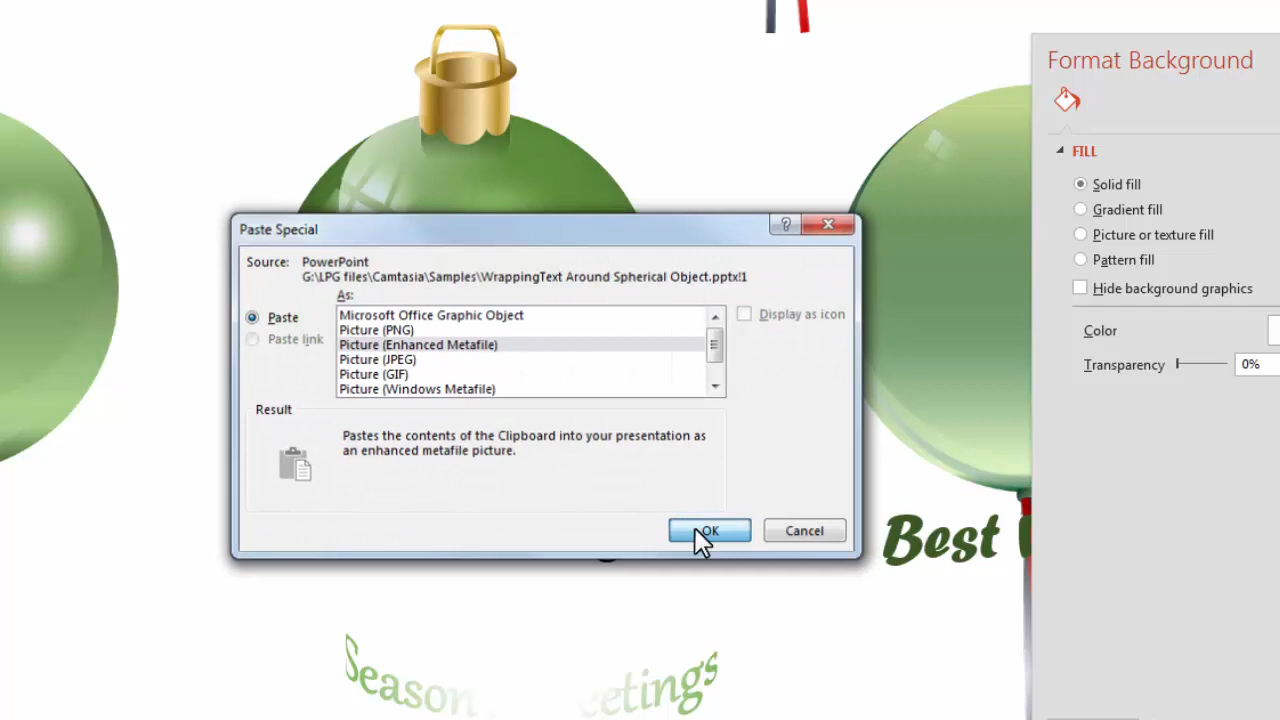 Format Background
FILL
Solid fill
Gradient fill
Picture or texture fill
Pattern fill
Hide background graphics
Color
Transparency
0%
Paste Special
Source:
PowerPoint
G:\LPG files\Camtasia\Samples\WrappingText Around Spherical Object.pptx!1
As:
Paste
Paste link
Microsoft Office Graphic Object
Picture (PNG)
Picture (Enhanced Metafile)
Picture (JPEG)
Picture (GIF)
Picture (Windows Metafile)
Display as icon
Result
Pastes the contents of the Clipboard into your presentation as
an enhanced metafile picture.
OK
Cancel
Best
Season eetings